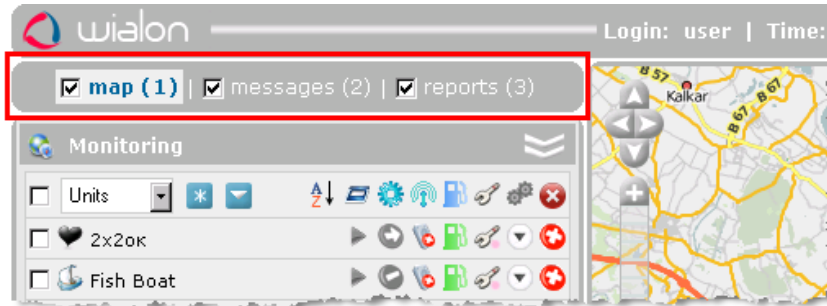 wialon
Login: user | Time:
map (1) | messages (2) | reports (3)
Monitoring
Units
A
Z
2x2ок
Fish Boat
B 57
Kalkar
B 67
B 67